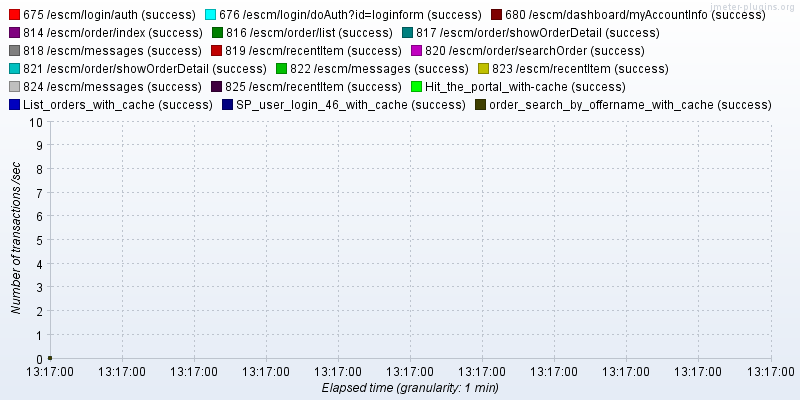 675 /escm/login/auth (success) 676 /escm/login/doAuth?id=loginform (success) 680 /escm/dashboard/myAccountInfo (success)
jmeter-plugins.org
814 /escm/order/index (success) 816 /escm/order/list (success) 817 /escm/order/showOrderDetail (success)
818 /escm/messages (success) 819 /escm/recentItem (success) 820 /escm/order/searchOrder (success)
821 /escm/order/showOrderDetail (success) 822 /escm/messages (success) 823 /escm/recentItem (success)
824 /escm/messages (success) 825 /escm/recentItem (success) Hit_the_portal_with-cache (success)
List_orders_with_cache (success) SP_user_login_46_with_cache (success) order_search_by_offername_with_cache (success)
Number of transactions /sec
10
9
8
7
6
5
4
3
2
1
0
13:17:00 13:17:00 13:17:00 13:17:00 13:17:00 13:17:00 13:17:00 13:17:00 13:17:00 13:17:00 13:17:00
Elapsed time (granularity: 1 min)